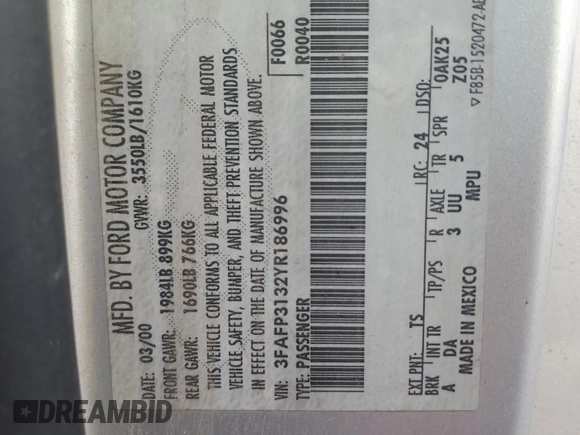 MFD. BY FORD MOTOR COMPANY
DATE: 03/00 GVWR: 3550LB/1610KG
FRONT GAWR: 1984LB 899KG
REAR GAWR: 1690LB 766KG
THIS VEHICLE CONFORMS TO ALL APPLICABLE FEDERAL MOTOR
VEHICLE SAFETY, BUMPER, AND THEFT PREVENTION STANDARDS
IN EFFECT ON THE DATE OF MANUFACTURE SHOWN ABOVE.
VIN: 3FAFP3132YR186996 F0066
TYPE: PASSENGER R0040
EXT PNT: TS RC: 24 DSO:
BRK INT TR TP/PS R AXLE TR SPR 0AK25
A DA 3 UU 5 Z05
MADE IN MEXICO MPU
▽ F85B-1520472-AB
DREAMBID